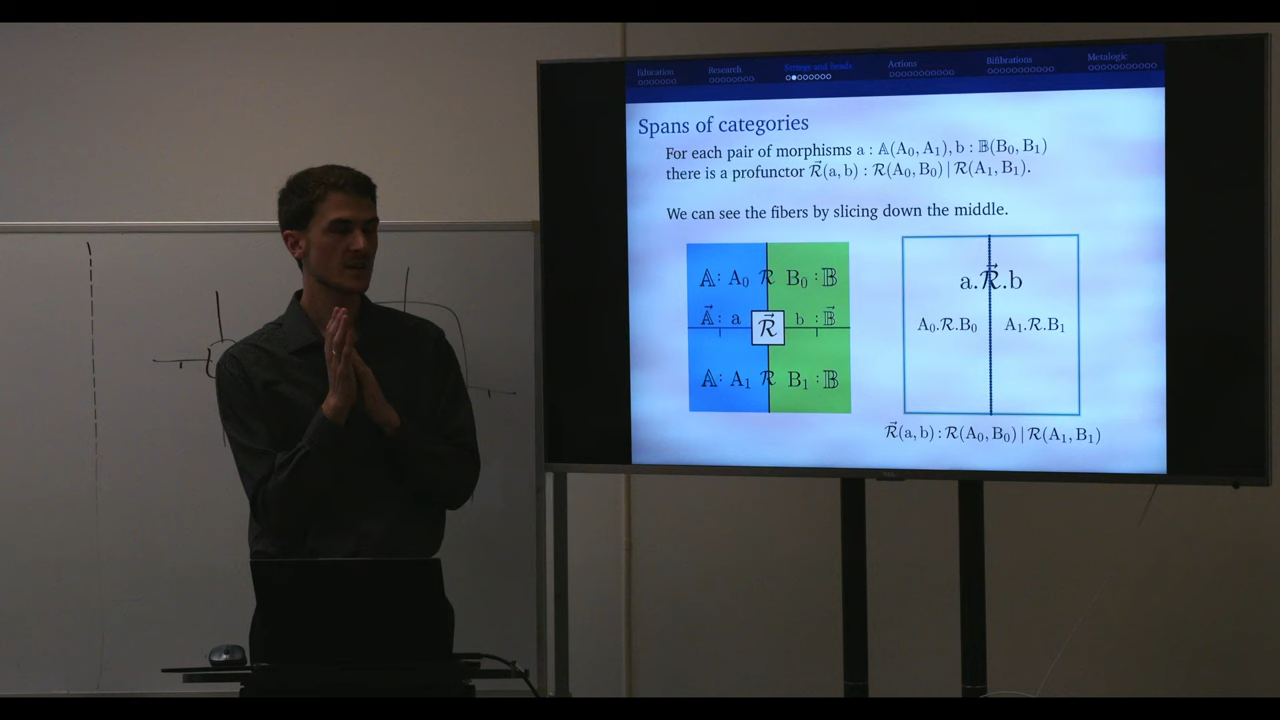 Education Research Strings and Beads Actions Bifibrations Metalogic
Spans of categories
For each pair of morphisms a : 𝔸(A₀, A₁), b : 𝔹(B₀, B₁)
there is a profunctor ℛ⃗(a, b) : ℛ(A₀, B₀) | ℛ(A₁, B₁).
We can see the fibers by slicing down the middle.
𝔸: A₀ ℛ B₀ :𝔹
𝔸⃗: a ℛ⃗ b :𝔹⃗
𝔸: A₁ ℛ B₁ :𝔹
a.ℛ⃗.b
A₀.ℛ.B₀ A₁.ℛ.B₁
ℛ⃗(a, b) : ℛ(A₀, B₀) | ℛ(A₁, B₁)